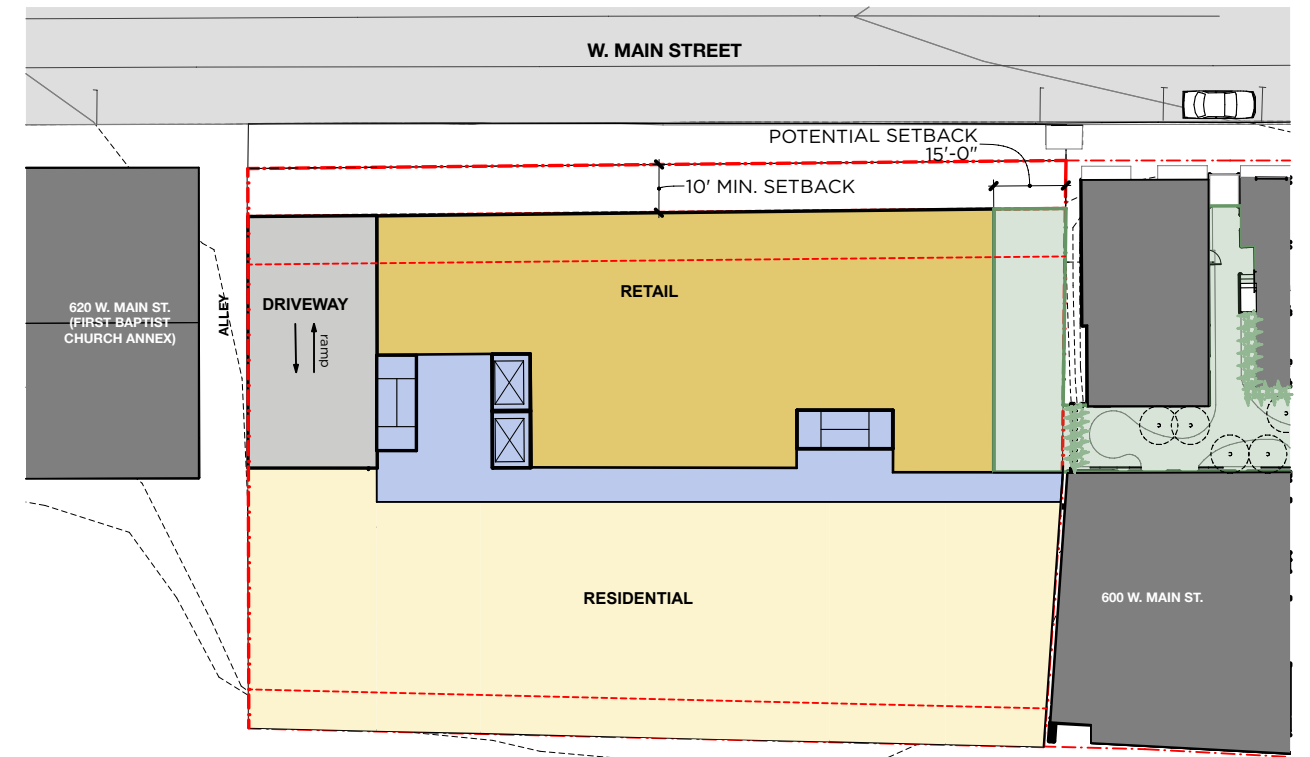 W. MAIN STREET
POTENTIAL SETBACK
15'-0"
10' MIN. SETBACK
620 W. MAIN ST.
(FIRST BAPTIST
CHURCH ANNEX)
ALLEY
DRIVEWAY
ramp
RETAIL
RESIDENTIAL
600 W. MAIN ST.